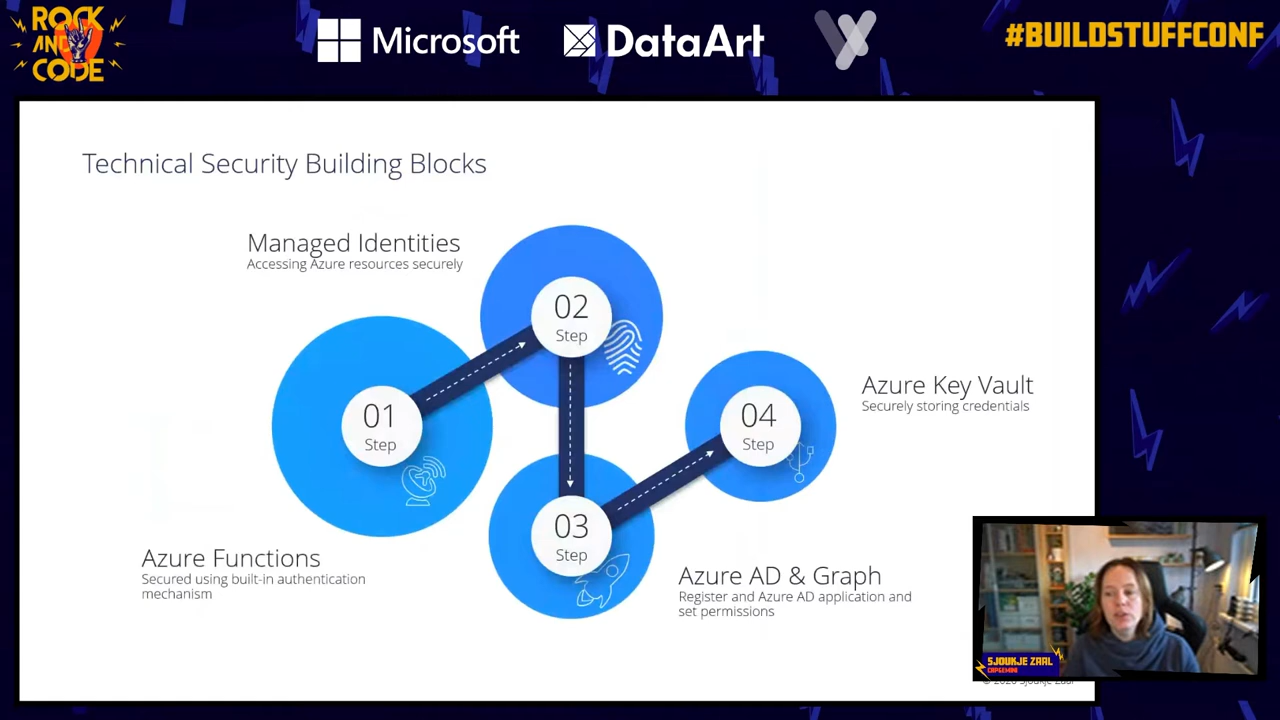 ROCK
AND
CODE
Microsoft
DataArt
#BUILDSTUFFCONF
Technical Security Building Blocks
Managed Identities
Accessing Azure resources securely
02
Step
01
Step
04
Step
Azure Key Vault
Securely storing credentials
03
Step
Azure Functions
Secured using built-in authentication
mechanism
Azure AD & Graph
Register and Azure AD application and
set permissions
SJOUKJE ZAAL
CAPGEMINI